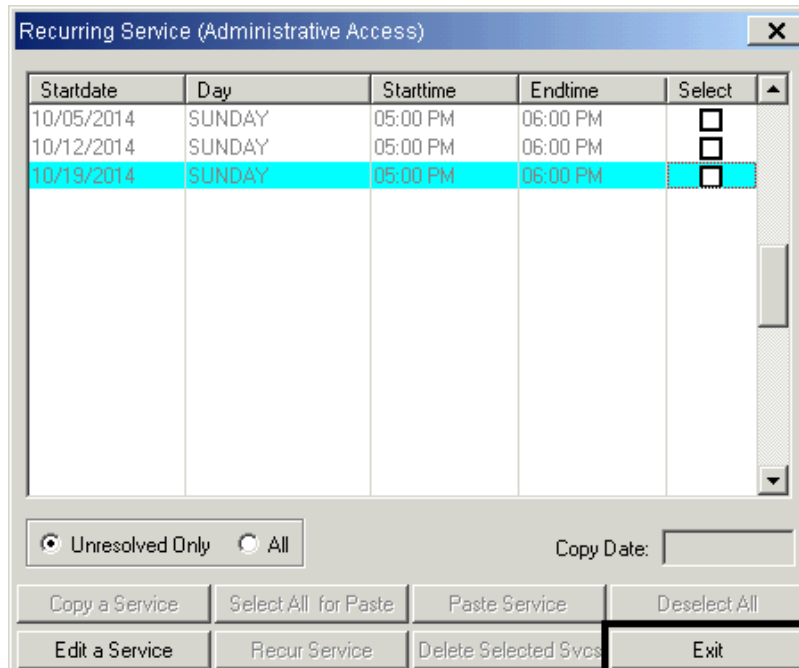 Recurring Service (Administrative Access)
Startdate Day Starttime Endtime Select
10/05/2014 SUNDAY 05:00 PM 06:00 PM
10/12/2014 SUNDAY 05:00 PM 06:00 PM
10/19/2014 SUNDAY 05:00 PM 06:00 PM
Unresolved Only All Copy Date:
Copy a Service Select All for Paste Paste Service Deselect All
Edit a Service Recur Service Delete Selected Svcs Exit